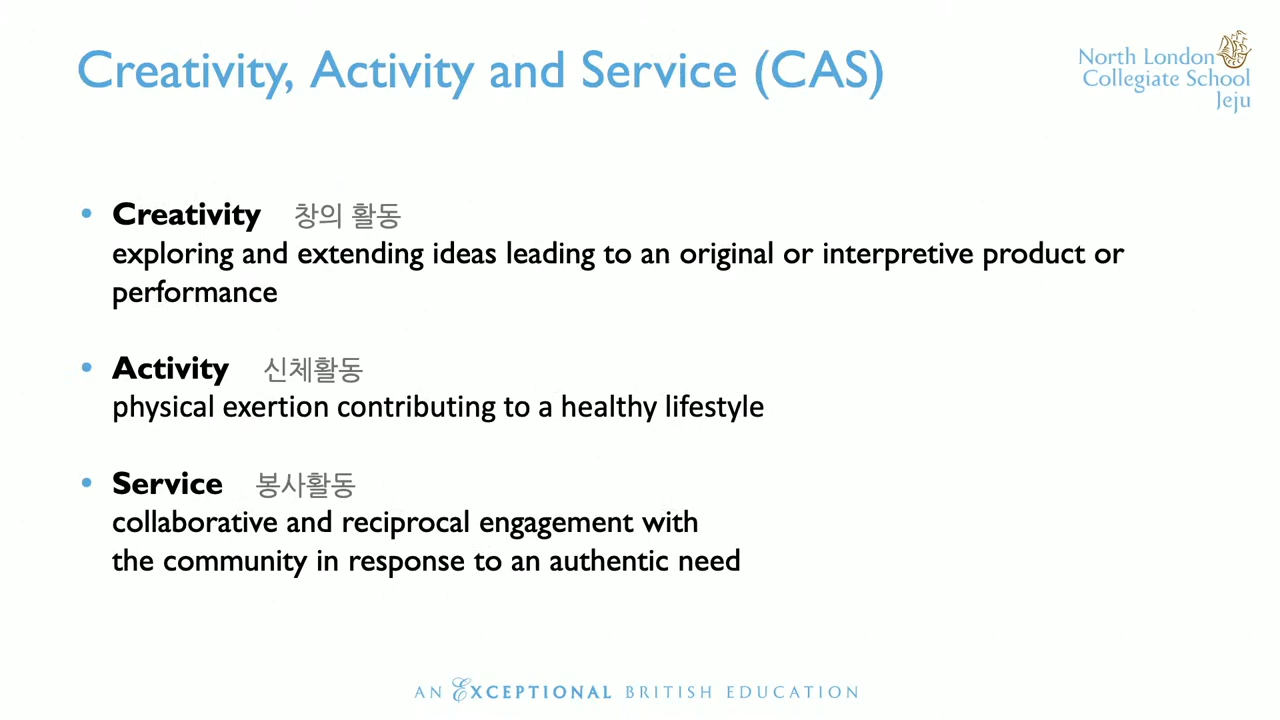 Creativity, Activity and Service (CAS)
North London
Collegiate School
Jeju
• Creativity 창의 활동
exploring and extending ideas leading to an original or interpretive product or
performance
• Activity 신체활동
physical exertion contributing to a healthy lifestyle
• Service 봉사활동
collaborative and reciprocal engagement with
the community in response to an authentic need
AN EXCEPTIONAL BRITISH EDUCATION